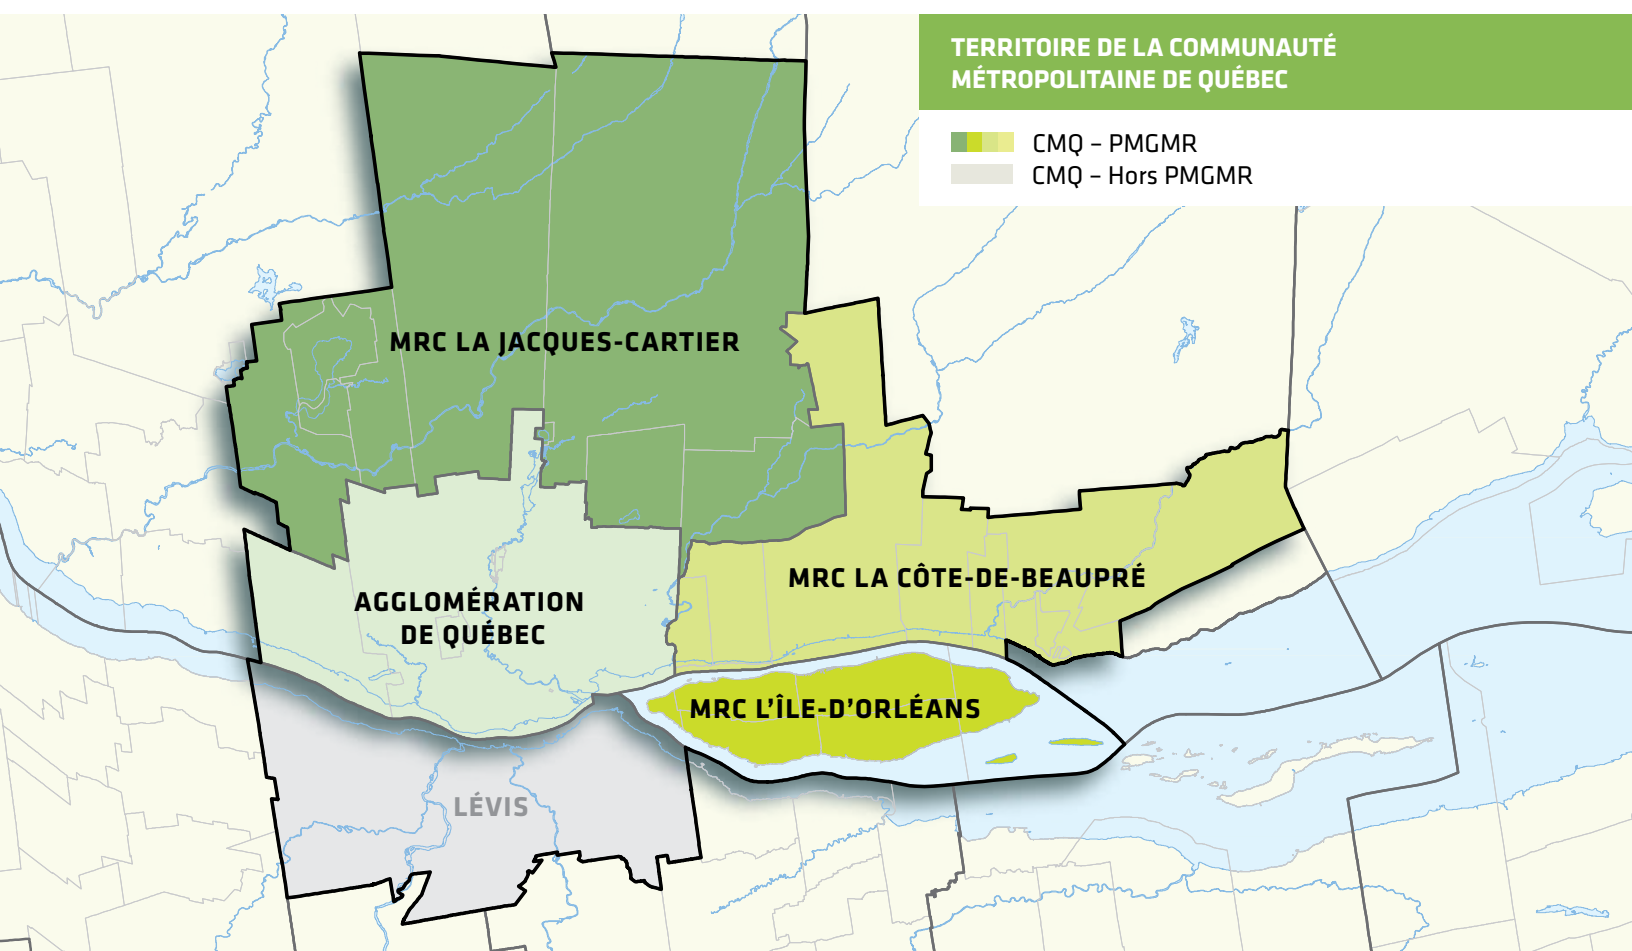 TERRITOIRE DE LA COMMUNAUTÉ
MÉTROPOLITAINE DE QUÉBEC
CMQ – PMGMR
CMQ – Hors PMGMR
MRC LA JACQUES-CARTIER
MRC LA CÔTE-DE-BEAUPRÉ
AGGLOMÉRATION
DE QUÉBEC
MRC L’ÎLE-D’ORLÉANS
LÉVIS